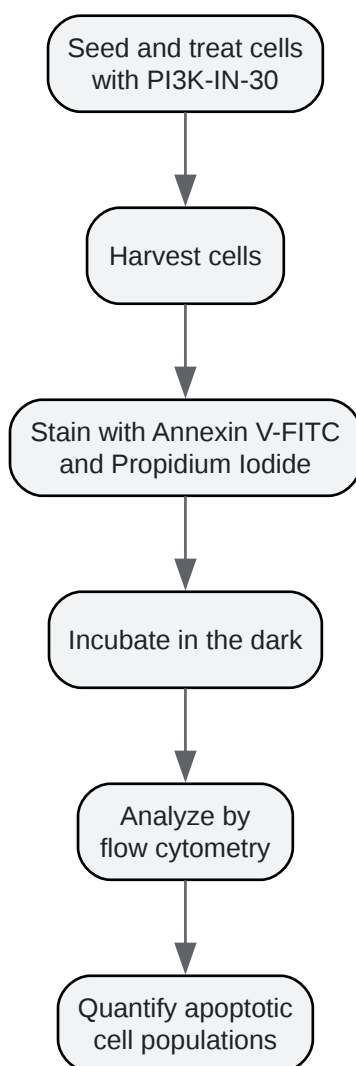 Seed and treat cells
with PI3K-IN-30
Harvest cells
Stain with Annexin V-FITC
and Propidium Iodide
Incubate in the dark
Analyze by
flow cytometry
Quantify apoptotic
cell populations